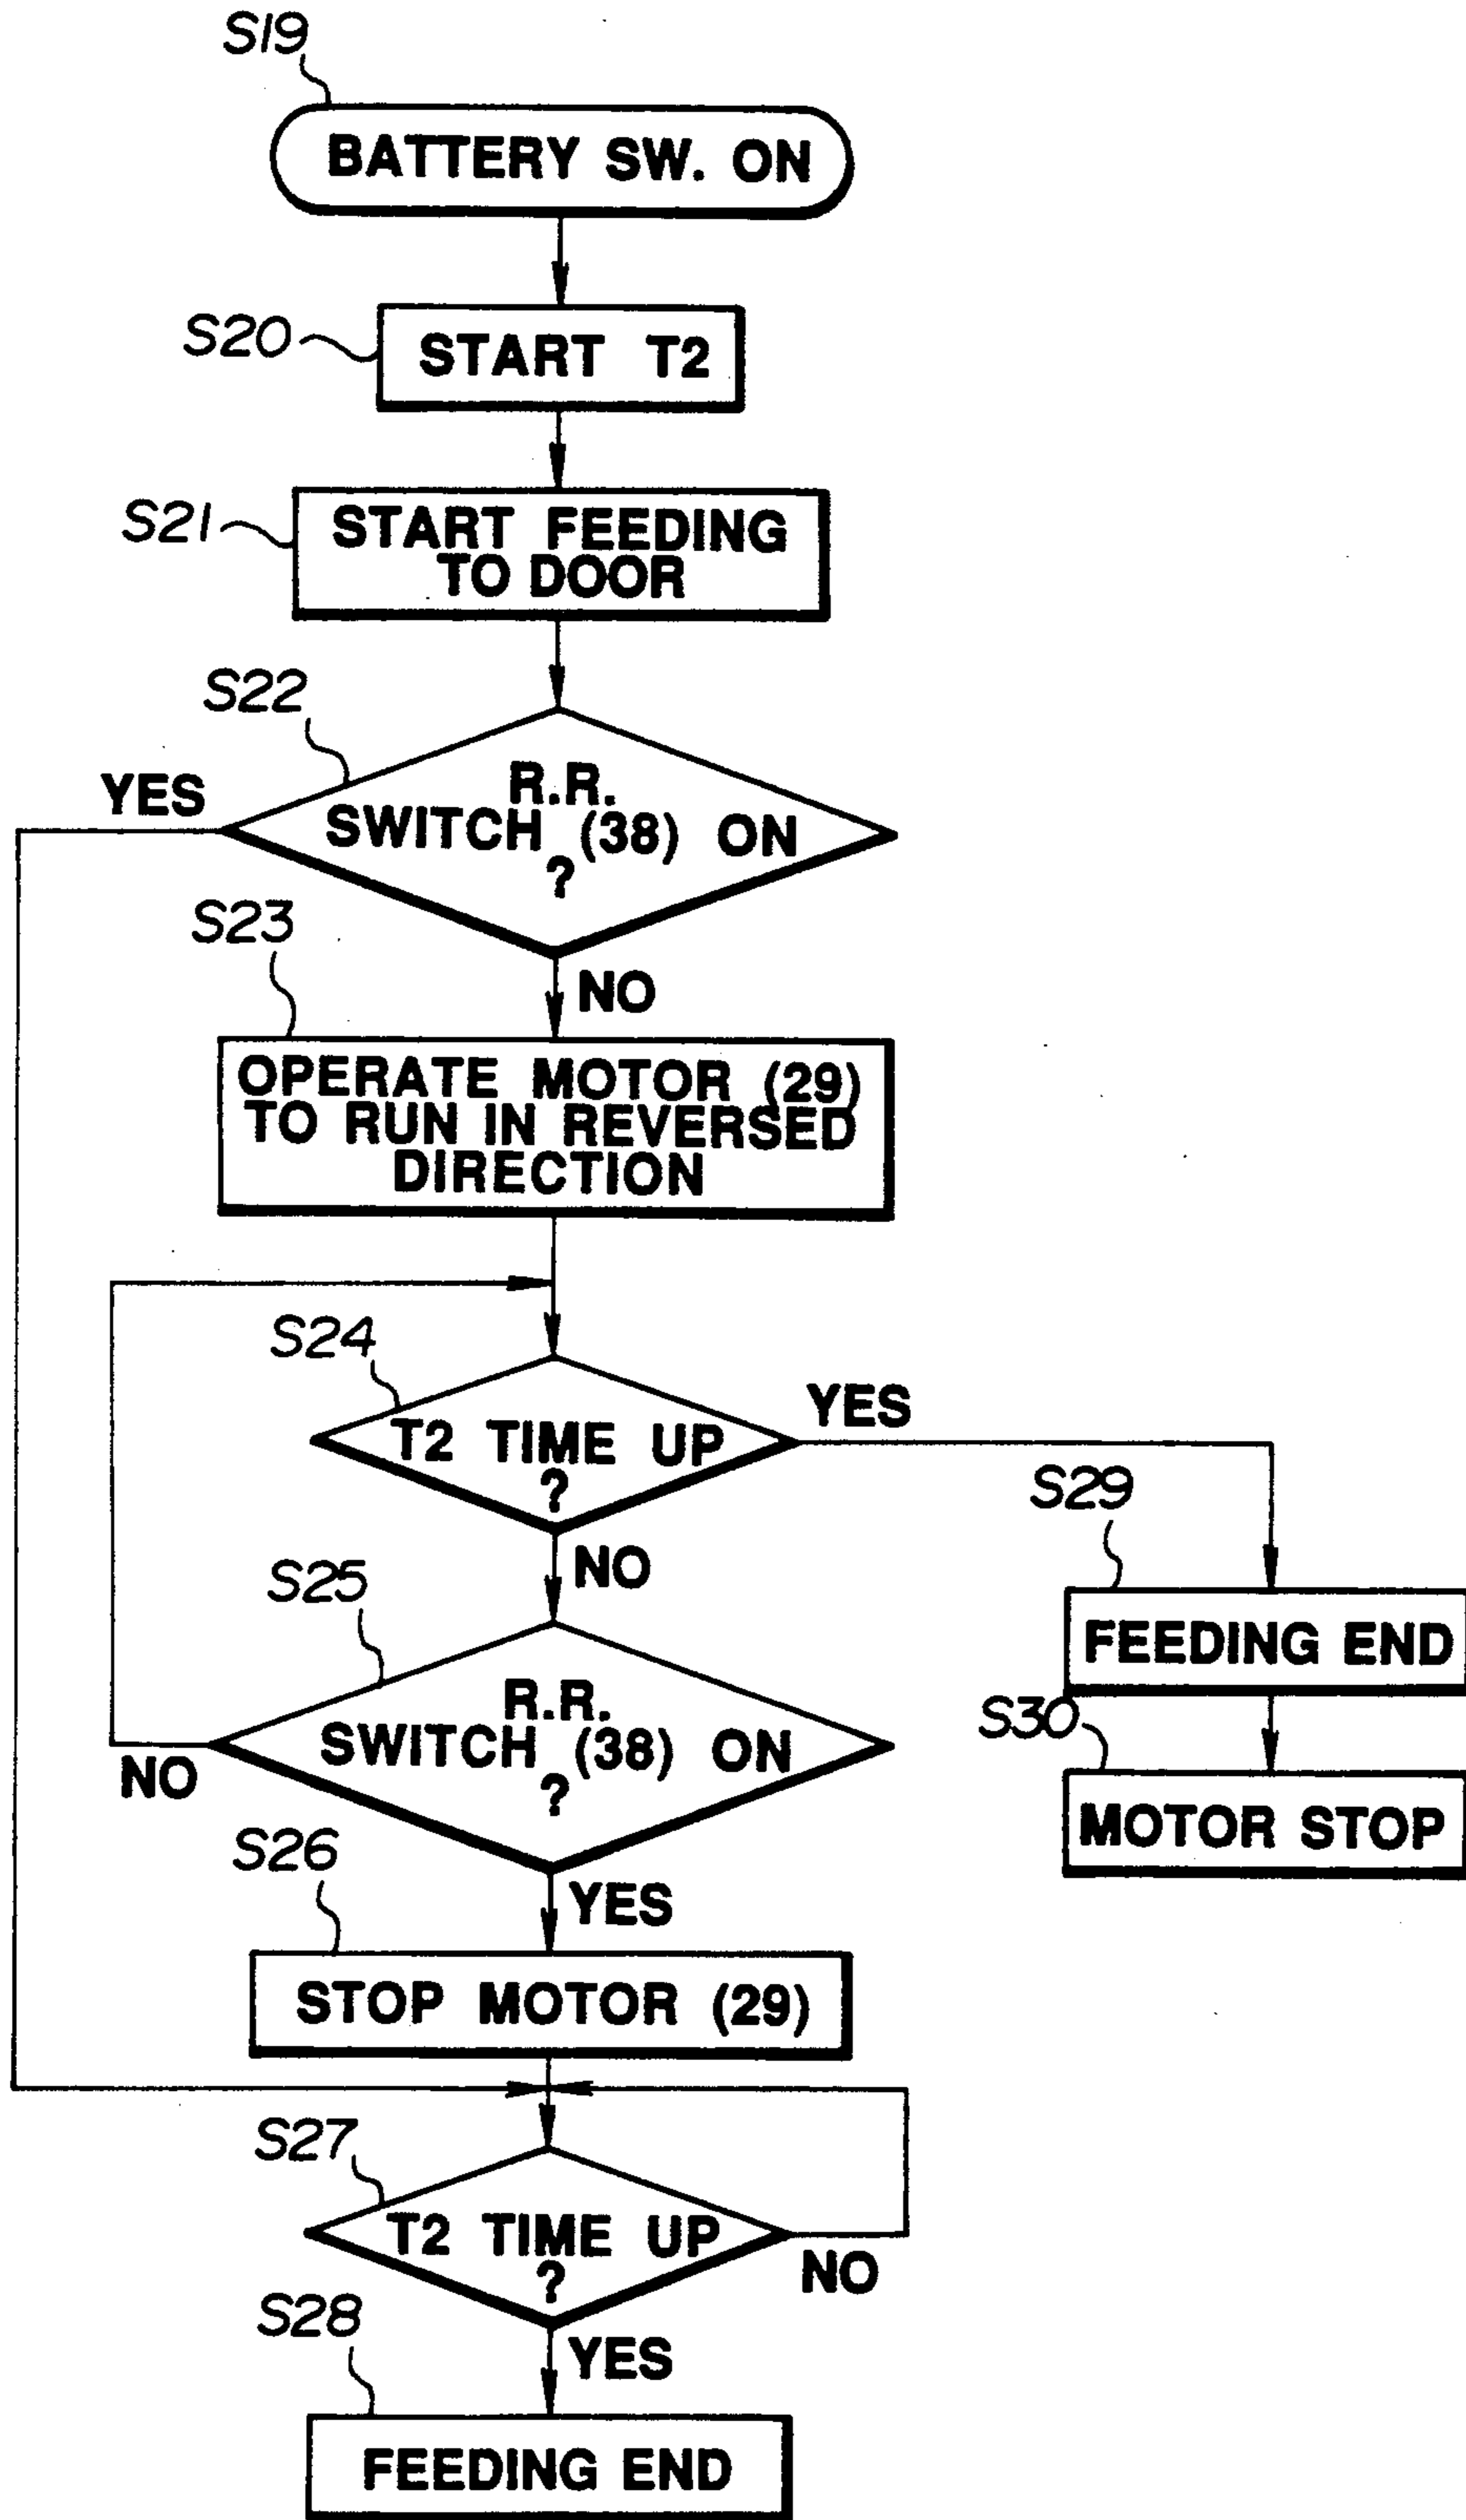 S19
BATTERY SW. ON
S20
START T2
S21
START FEEDING
TO DOOR
S22
YES
R.R.
SWITCH (38) ON
?
S23
NO
OPERATE MOTOR (29)
TO RUN IN REVERSED
DIRECTION
S24
YES
T2 TIME UP
?
S29
NO
S25
FEEDING END
R.R.
S30
SWITCH (38) ON
?
NO
MOTOR STOP
S26
YES
STOP MOTOR (29)
S27
T2 TIME UP
?
NO
S28
YES
FEEDING END